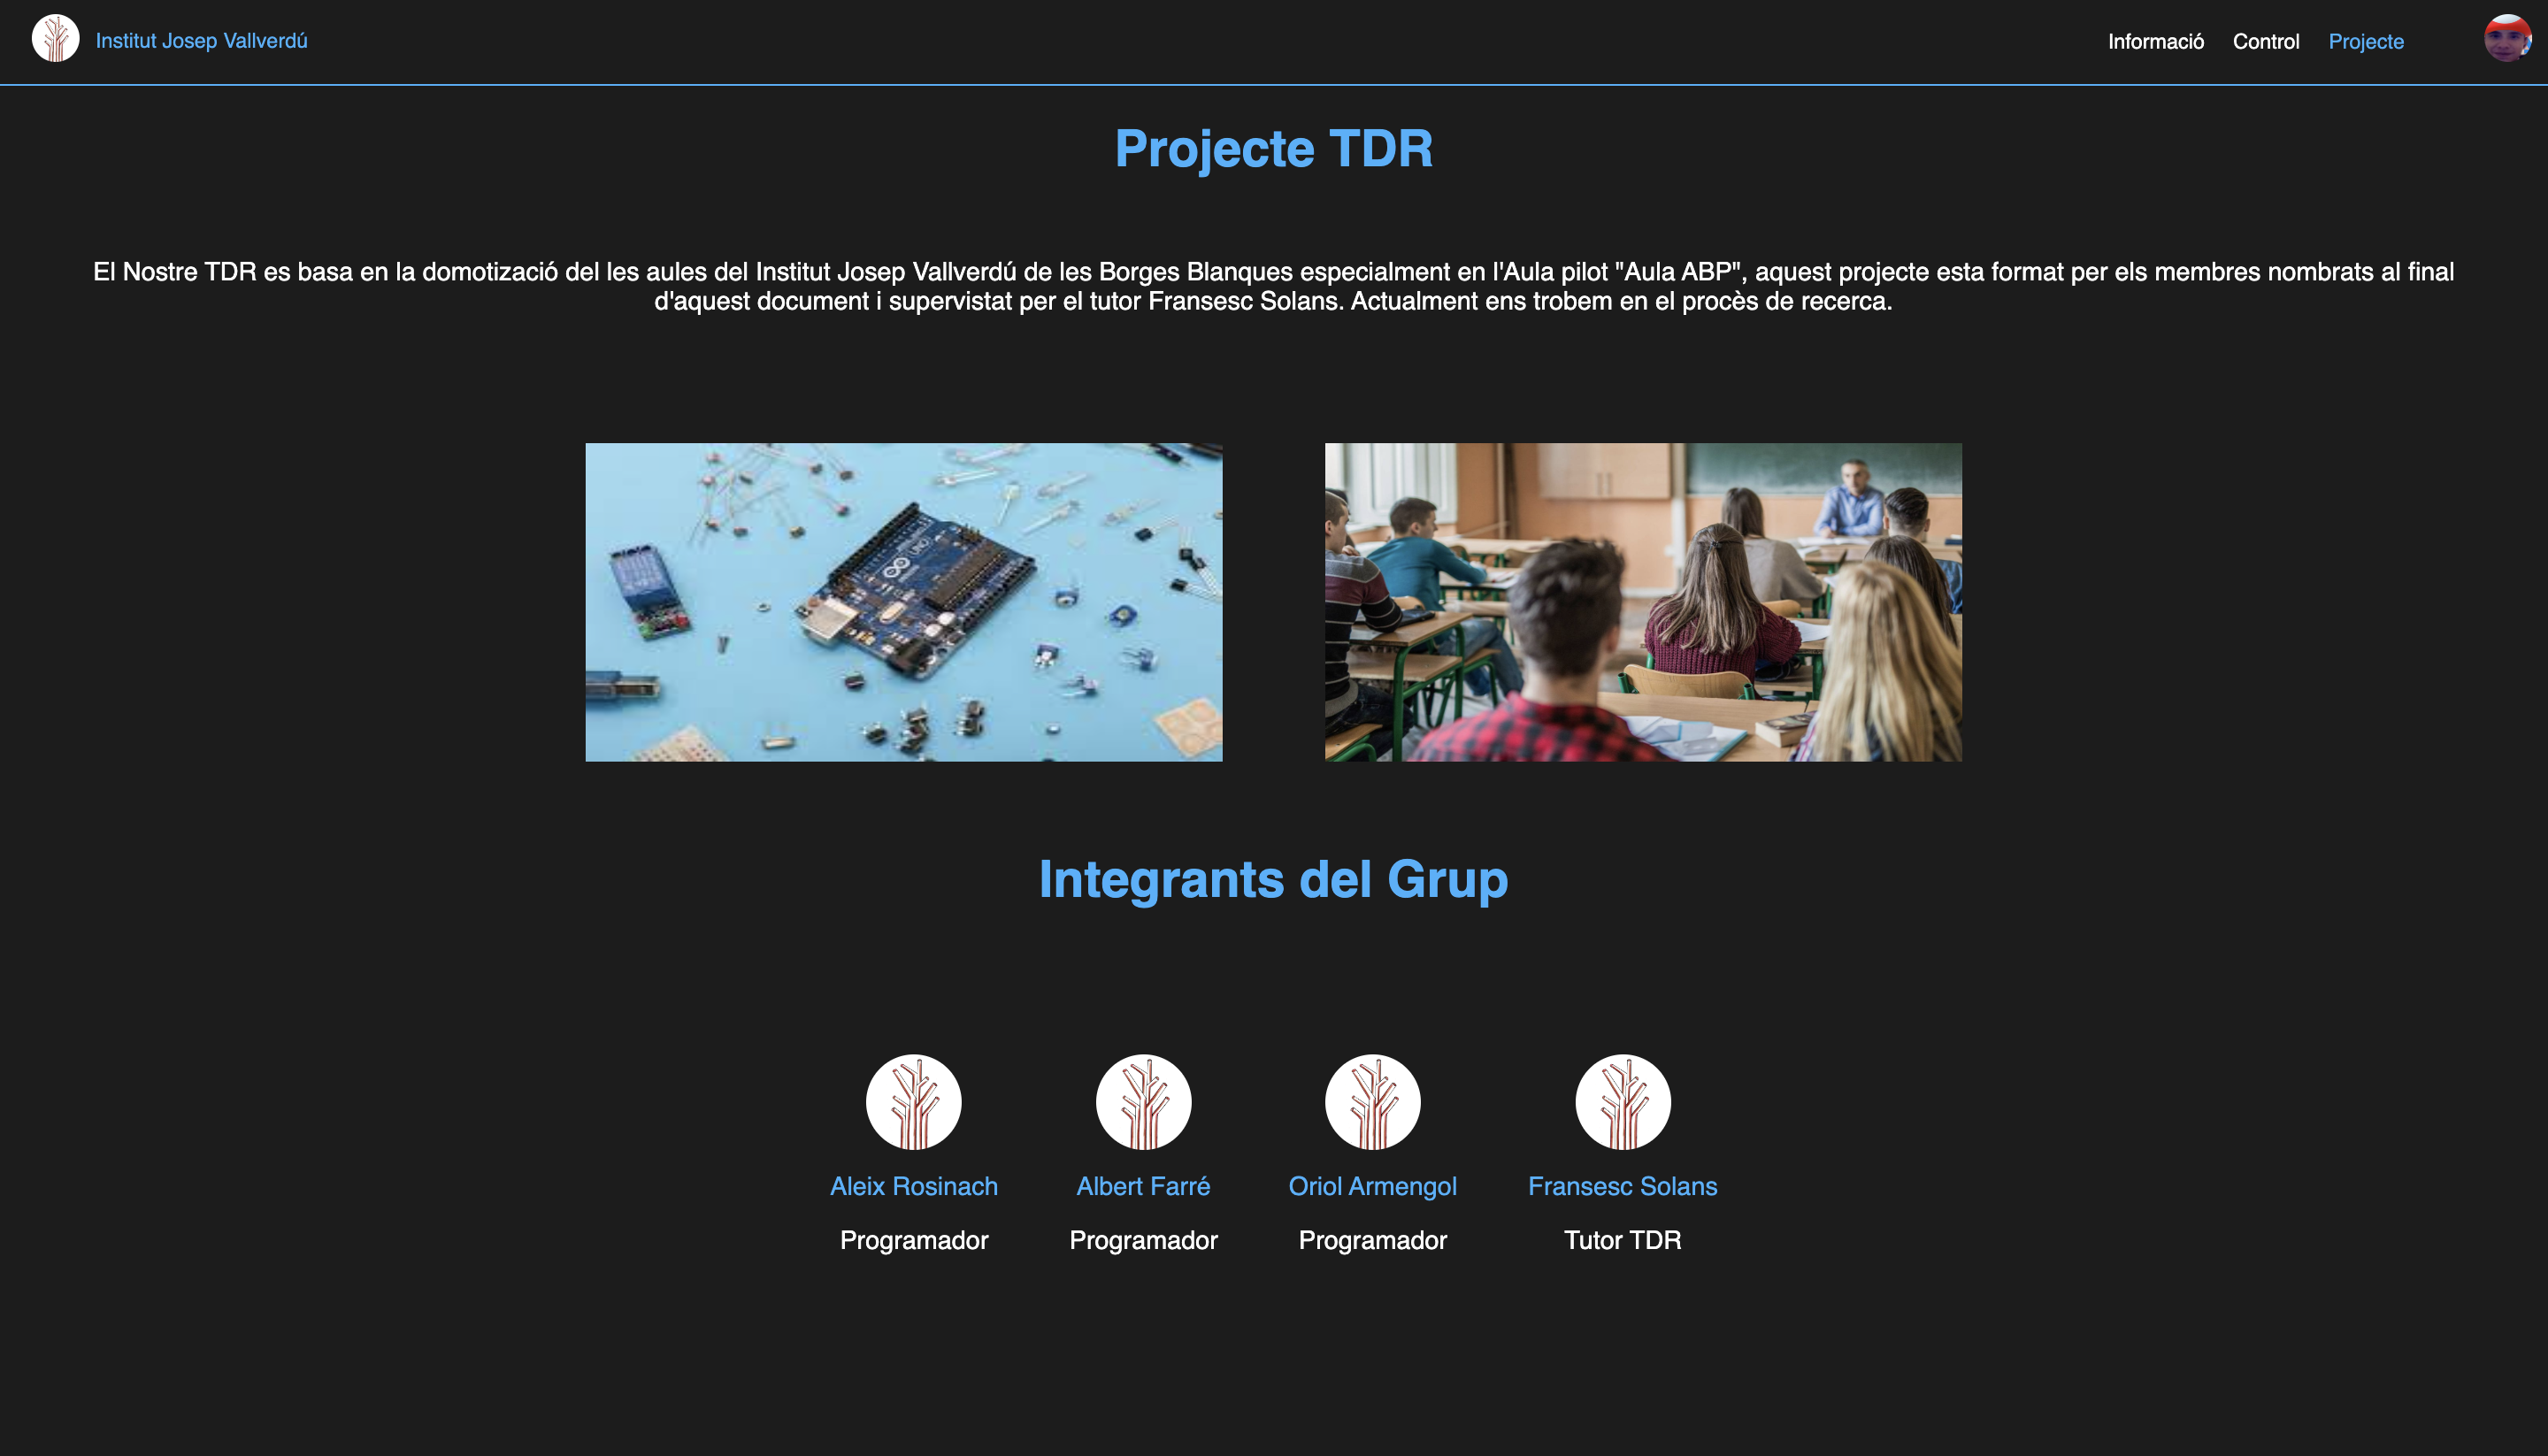 Institut Josep Vallverdú
Informació Control Projecte
Projecte TDR
El Nostre TDR es basa en la domotizació del les aules del Institut Josep Vallverdú de les Borges Blanques especialment en l'Aula pilot "Aula ABP", aquest projecte esta format per els membres nombrats al final
d'aquest document i supervistat per el tutor Fransesc Solans. Actualment ens trobem en el procès de recerca.
UNO
Integrants del Grup
Aleix Rosinach Albert Farré Oriol Armengol Fransesc Solans
Programador Programador Programador Tutor TDR